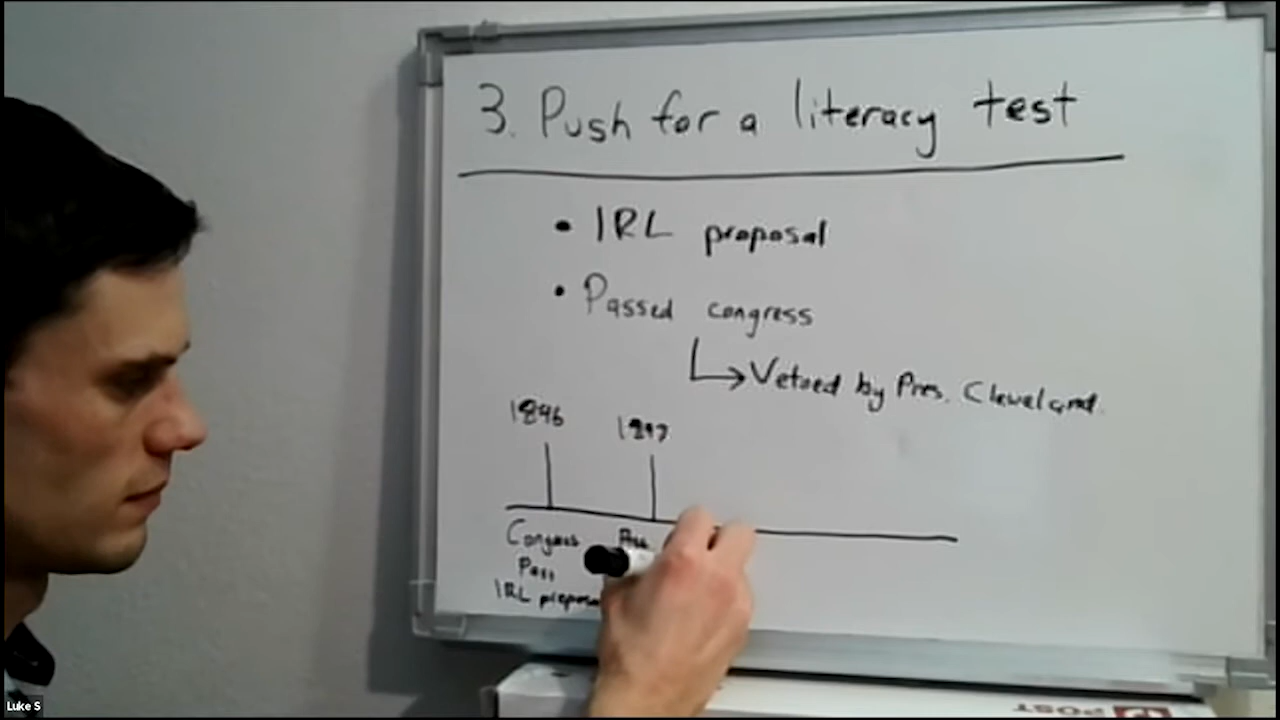 3. Push for a literacy test
• IRL proposal
• Passed congress
↳ Vetoed by Pres. Cleveland.
1896 1897
Congress
Pass
IRL proposal
POST
Luke S